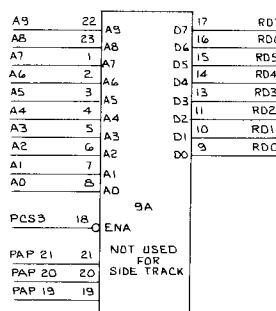 A9 22 A9 D7 17 RD7
A8 23 A8 D6 16 RD6
A7 1 A7 D5 15 RD5
A6 2 A6 D4 14 RD4
A5 3 A5 D3 13 RD3
A4 4 A4 D2 11 RD2
A3 5 A3 D1 10 RD1
A2 6 A2 D0 9 RD0
A1 7 A1
A0 8 A0
9A
PCS3 18 ENA
NOT USED
PAP 21 21 FOR
PAP 20 20 SIDE TRACK
PAP 19 19